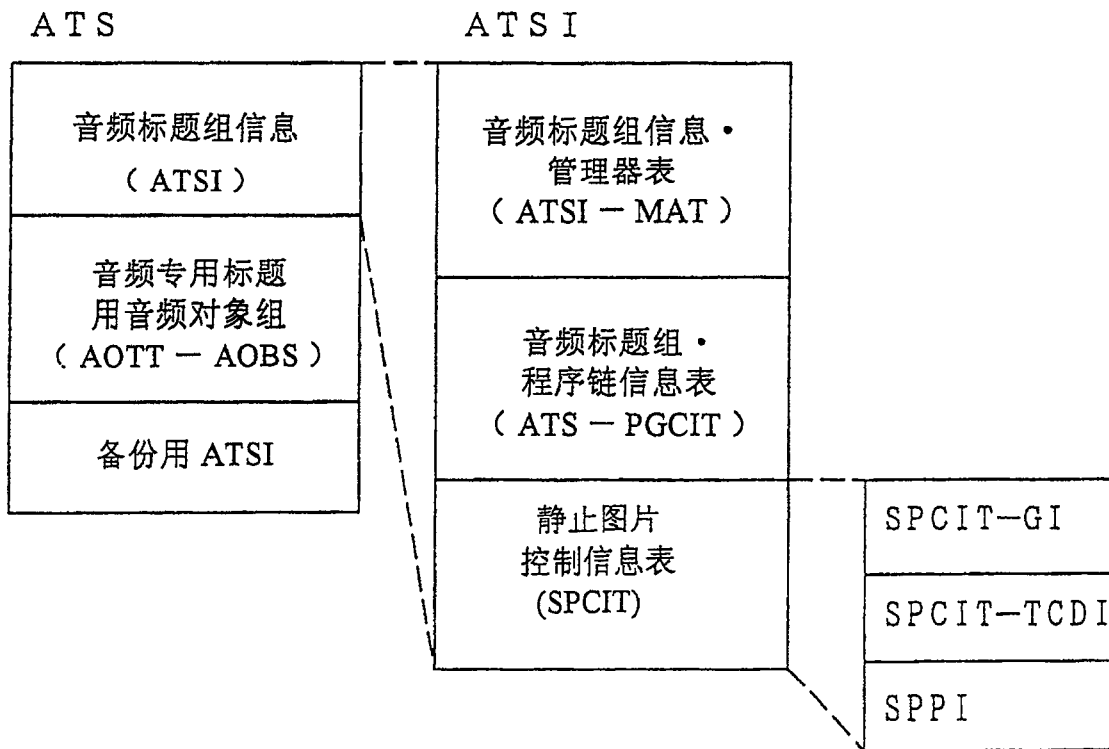 ATS
音频标题组信息
（ATSI）
音频专用标题
用音频对象组
（AOTT－AOBS）
备份用 ATSI
ATSI
音频标题组信息·
管理器表
（ATSI－MAT）
音频标题组·
程序链信息表
（ATS－PGCIT）
静止图片
控制信息表
(SPCIT)
SPCIT－GI
SPCIT－TCDI
SPPI